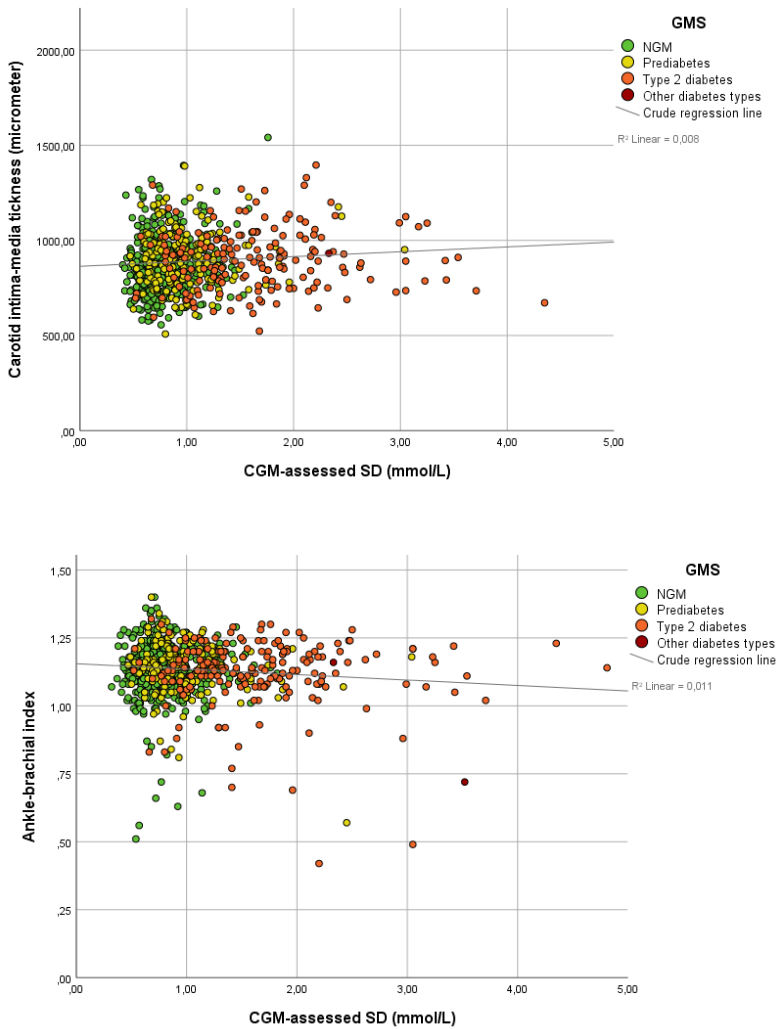 GMS
NGM
Prediabetes
Type 2 diabetes
Other diabetes types
Crude regression line
R² Linear = 0,008
Carotid intima-media tickness (micrometer)
2000,00
1500,00
1000,00
500,00
,00
,00 1,00 2,00 3,00 4,00 5,00
CGM-assessed SD (mmol/L)
GMS
NGM
Prediabetes
Type 2 diabetes
Other diabetes types
Crude regression line
R² Linear = 0,011
Ankle-brachial index
1,50
1,25
1,00
,75
,50
,25
,00
,00 1,00 2,00 3,00 4,00 5,00
CGM-assessed SD (mmol/L)